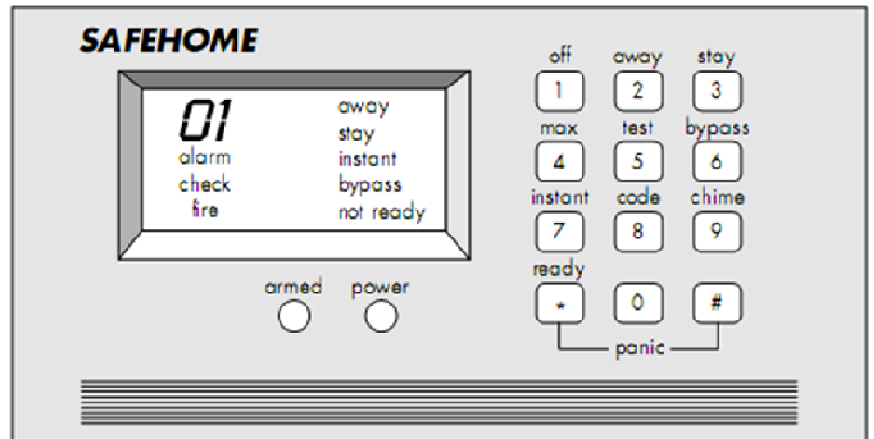 SAFEHOME
01
alarm
check
fire
away
stay
instant
bypass
not ready
armed power
off away stay
1 2 3
max test bypass
4 5 6
instant code chime
7 8 9
ready
* 0 #
panic